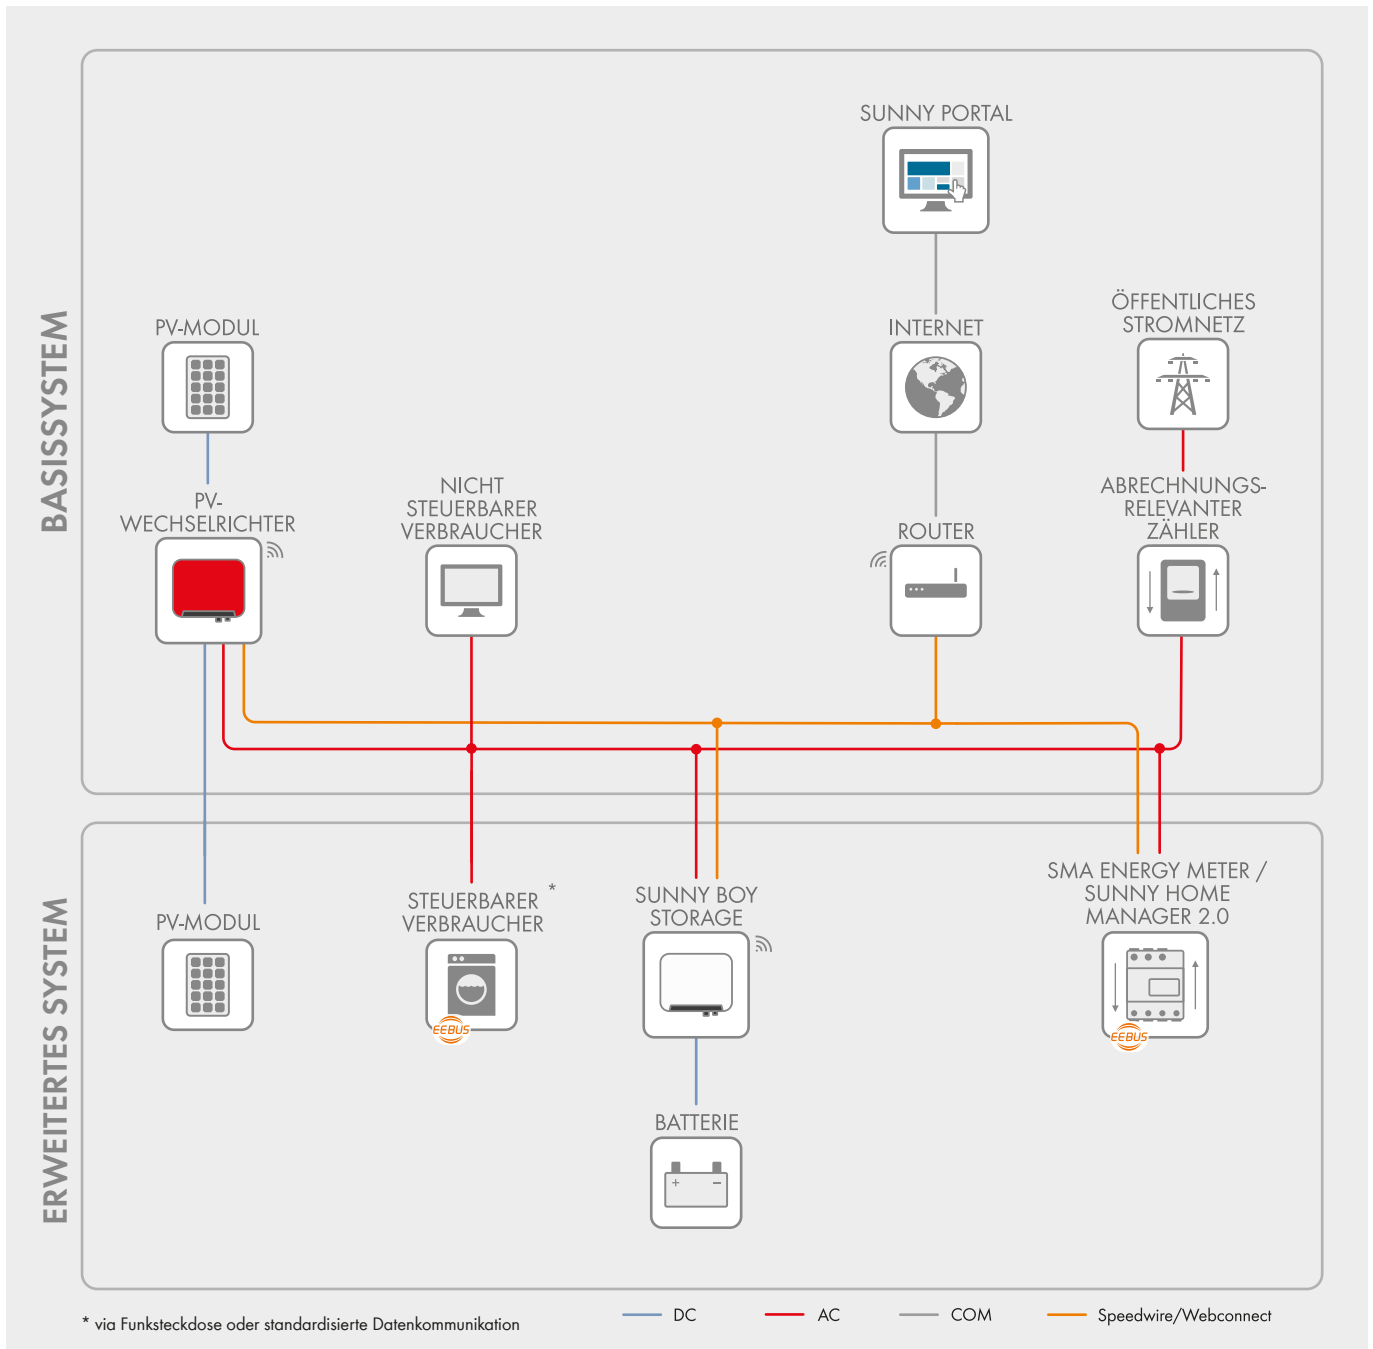 BASISSYSTEM
SUNNY PORTAL
INTERNET
ÖFFENTLICHES
STROMNETZ
PV-MODUL
PV-
WECHSELRICHTER
NICHT
STEUERBARER
VERBRAUCHER
ROUTER
ABRECHNUNGS-
RELEVANTER
ZÄHLER
ERWEITERTES SYSTEM
PV-MODUL
STEUERBARER *
VERBRAUCHER
EEBUS
SUNNY BOY
STORAGE
SMA ENERGY METER /
SUNNY HOME
MANAGER 2.0
EEBUS
BATTERIE
+ −
* via Funksteckdose oder standardisierte Datenkommunikation
DC
AC
COM
Speedwire/Webconnect